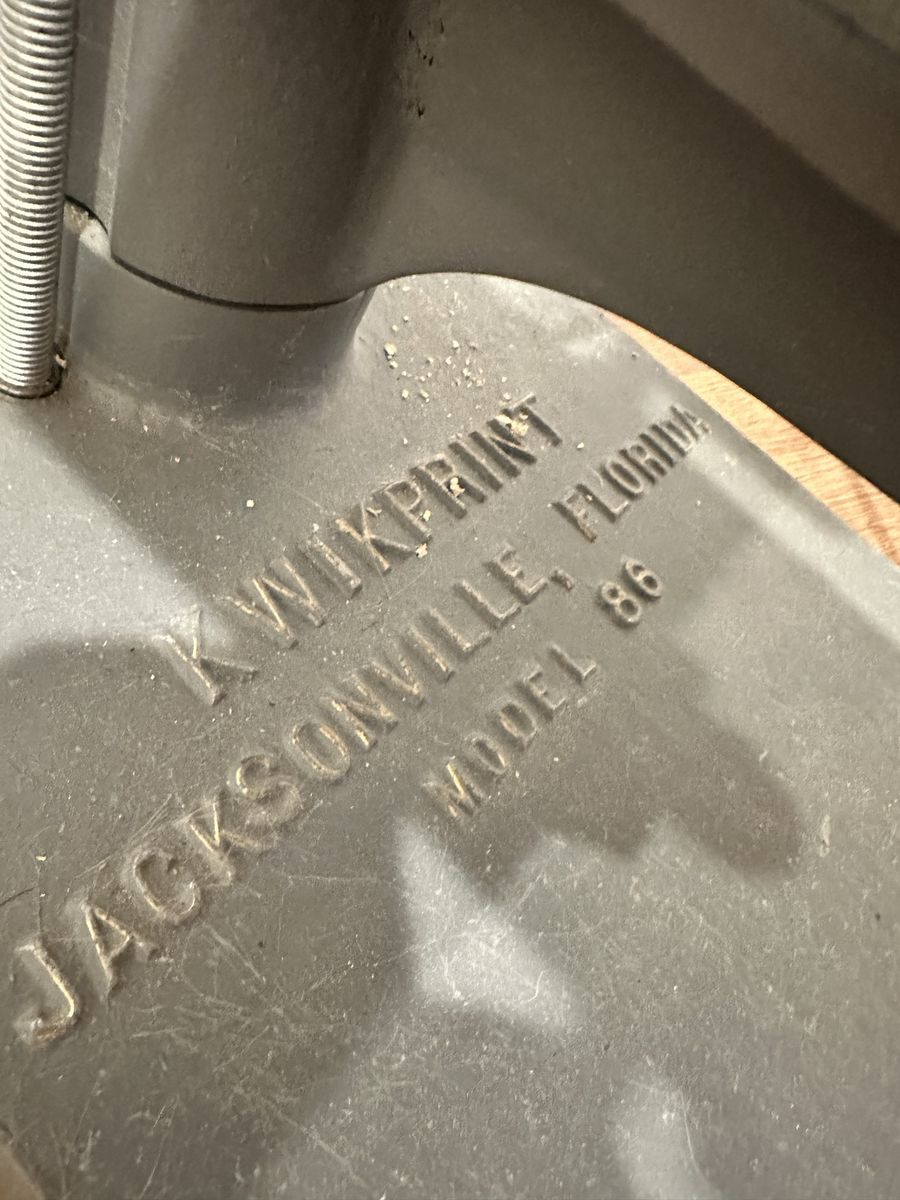 KWIKPRINT
JACKSONVILLE, FLORIDA
MODEL 86